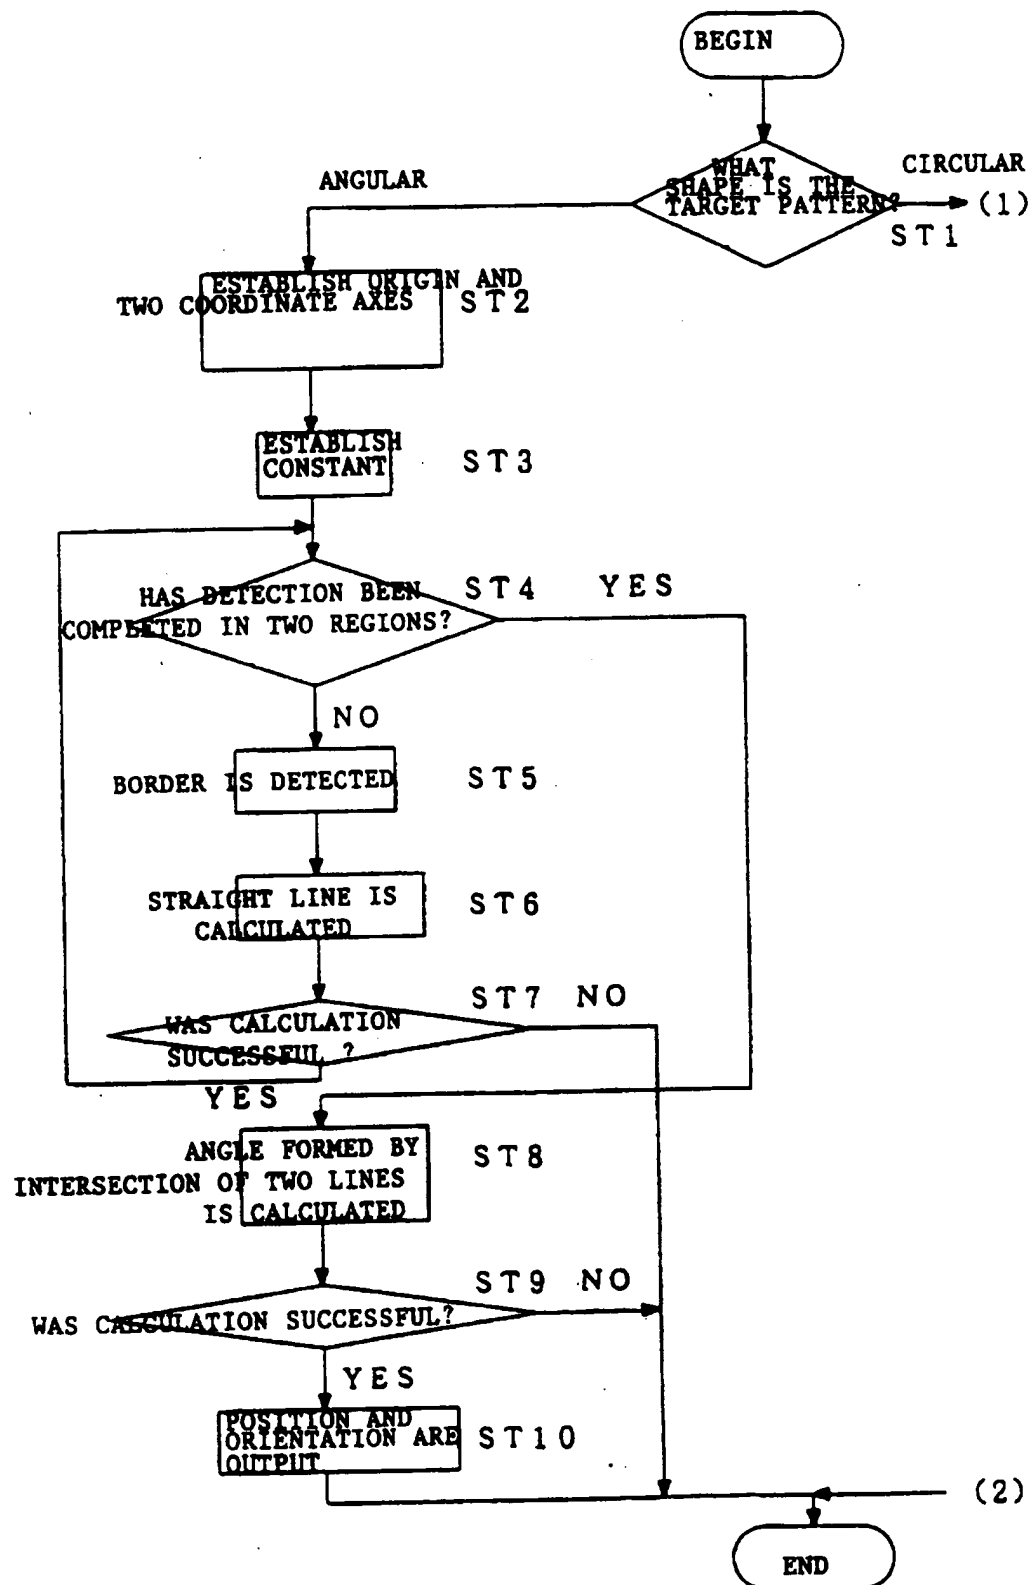 BEGIN
WHAT
SHAPE IS THE
TARGET PATTERN?
CIRCULAR
(1)
ST1
ANGULAR
ESTABLISH ORIGIN AND
TWO COORDINATE AXES
ST2
ESTABLISH
CONSTANT
ST3
HAS DETECTION BEEN
COMPLETED IN TWO REGIONS?
ST4
YES
NO
BORDER IS DETECTED
ST5
STRAIGHT LINE IS
CALCULATED
ST6
ST7 NO
WAS CALCULATION
SUCCESSFUL ?
YES
ANGLE FORMED BY
INTERSECTION OF TWO LINES
IS CALCULATED
ST8
ST9 NO
WAS CALCULATION SUCCESSFUL?
YES
POSITION AND
ORIENTATION ARE
OUTPUT
ST10
(2)
END